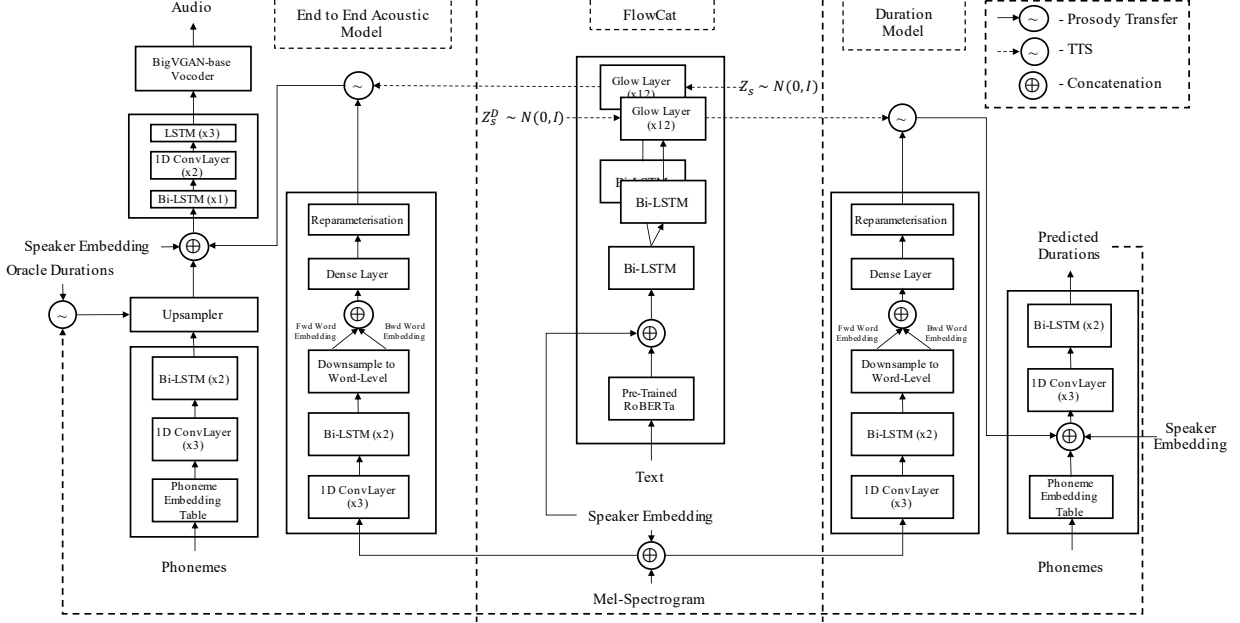 Audio
BigVGAN-base
Vocoder
LSTM (x3)
1D ConvLayer
(x2)
Bi-LSTM (x1)
Speaker Embedding
⊕
Oracle Durations
~
Upsampler
Bi-LSTM (x2)
1D ConvLayer
(x3)
Phoneme
Embedding
Table
Phonemes
End to End Acoustic
Model
~
Reparameterisation
Dense Layer
⊕
Fwd Word
Embedding
Bwd Word
Embedding
Downsample to
Word-Level
Bi-LSTM (x2)
1D ConvLayer
(x3)
FlowCat
Glow Layer
(x12)
Z_s ~ N(0, I)
Z_s^D ~ N(0, I)
Glow Layer
(x12)
Bi-LSTM
Bi-LSTM
Bi-LSTM
⊕
Pre-Trained
RoBERTa
Text
Speaker Embedding
⊕
Mel-Spectrogram
Duration
Model
~
Reparameterisation
Dense Layer
⊕
Fwd Word
Embedding
Bwd Word
Embedding
Downsample to
Word-Level
Bi-LSTM (x2)
1D ConvLayer
(x3)
~ - Prosody Transfer
~ - TTS
⊕ - Concatenation
Predicted
Durations
Bi-LSTM (x2)
1D ConvLayer
(x3)
⊕
Speaker
Embedding
Phoneme
Embedding
Table
Phonemes